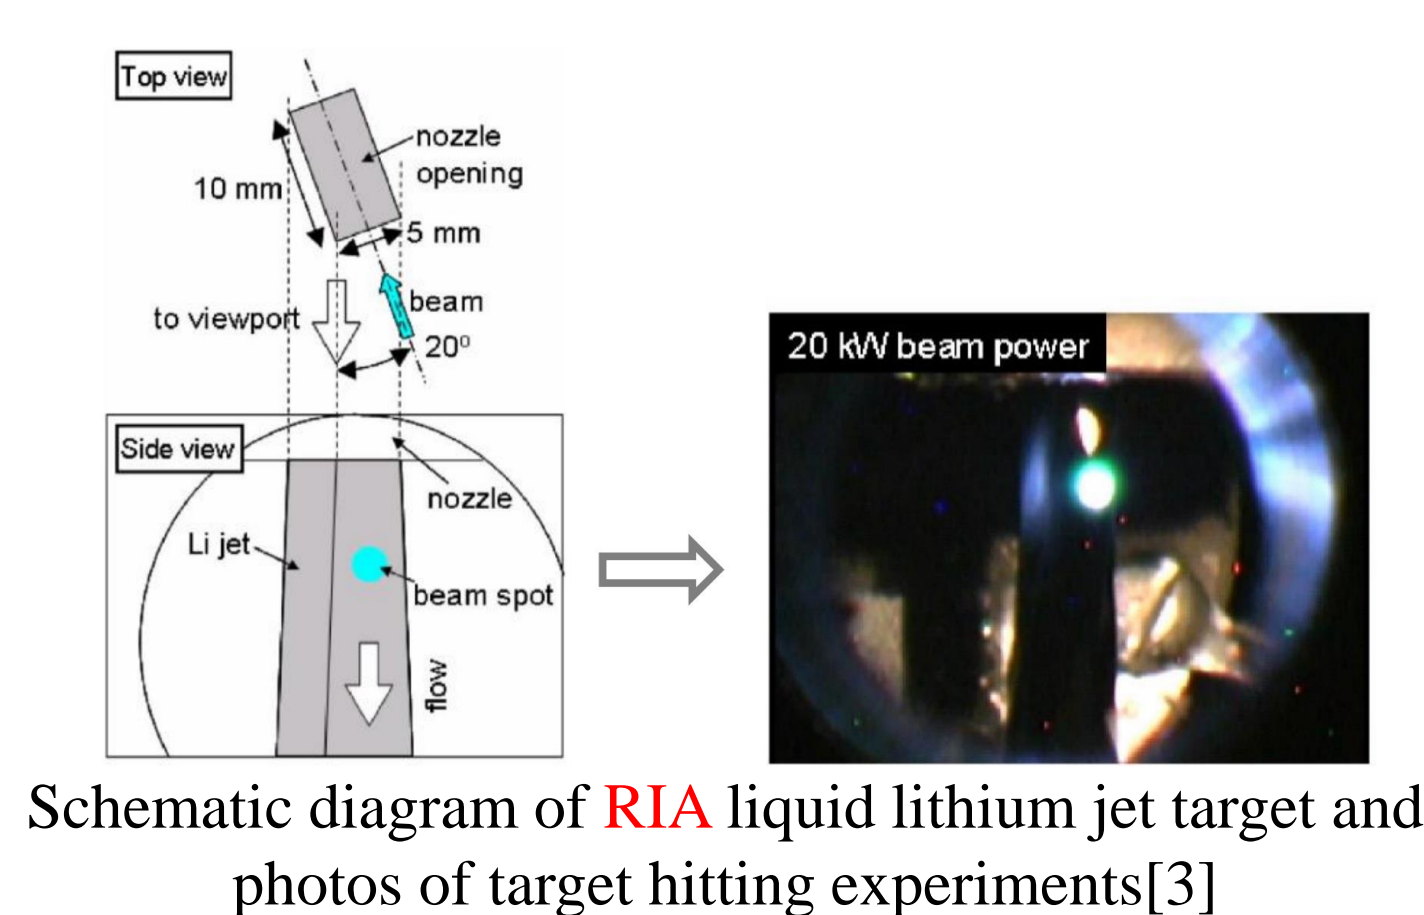 Top view
nozzle
opening
10 mm
5 mm
beam
to viewport
20⁰
Side view
nozzle
Li jet
beam spot
flow
20 kW beam power
Schematic diagram of RIA liquid lithium jet target and
photos of target hitting experiments[3]